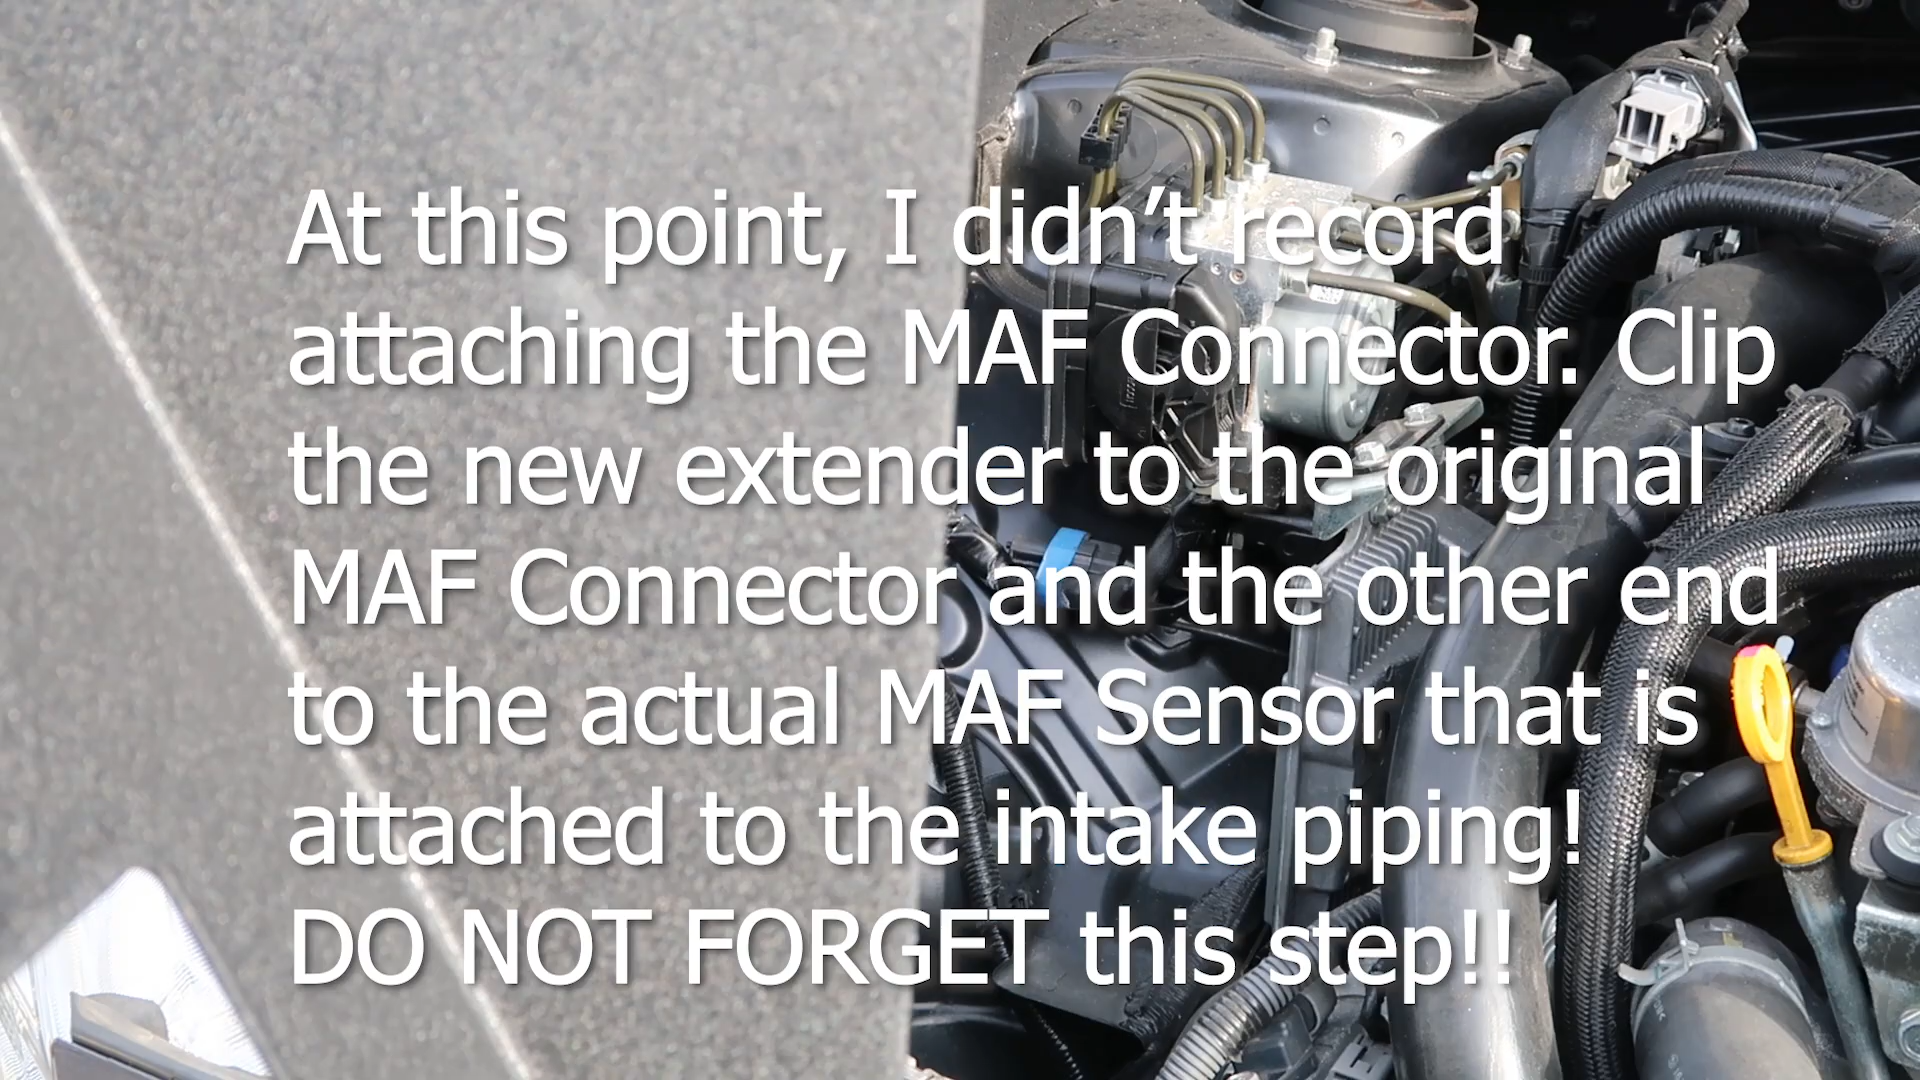 At this point, I didn’t record
attaching the MAF Connector. Clip
the new extender to the original
MAF Connector and the other end
to the actual MAF Sensor that is
attached to the intake piping!
DO NOT FORGET this step!!